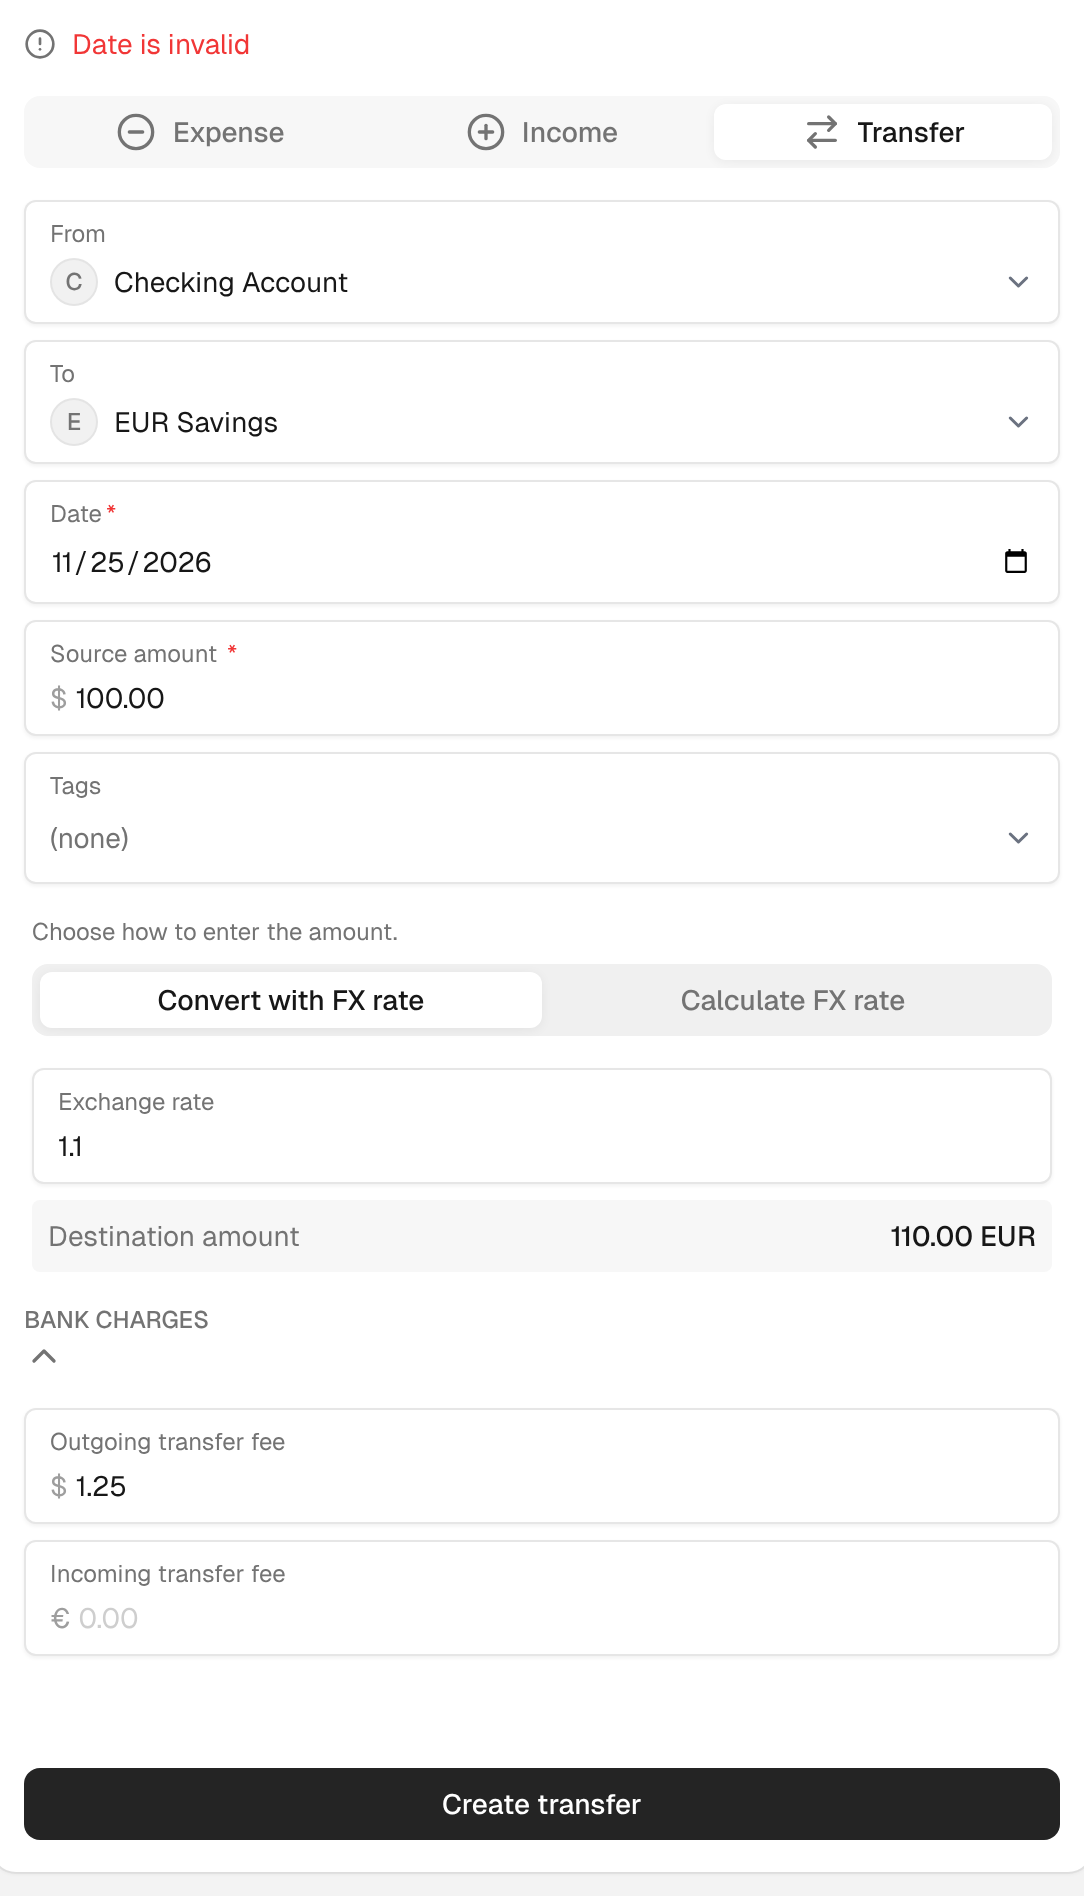 Date is invalid
Expense
Income
Transfer
From
C
Checking Account
To
E
EUR Savings
Date *
11/25/2026
Source amount *
$ 100.00
Tags
(none)
Choose how to enter the amount.
Convert with FX rate
Calculate FX rate
Exchange rate
1.1
Destination amount
110.00 EUR
BANK CHARGES
Outgoing transfer fee
$ 1.25
Incoming transfer fee
€ 0.00
Create transfer